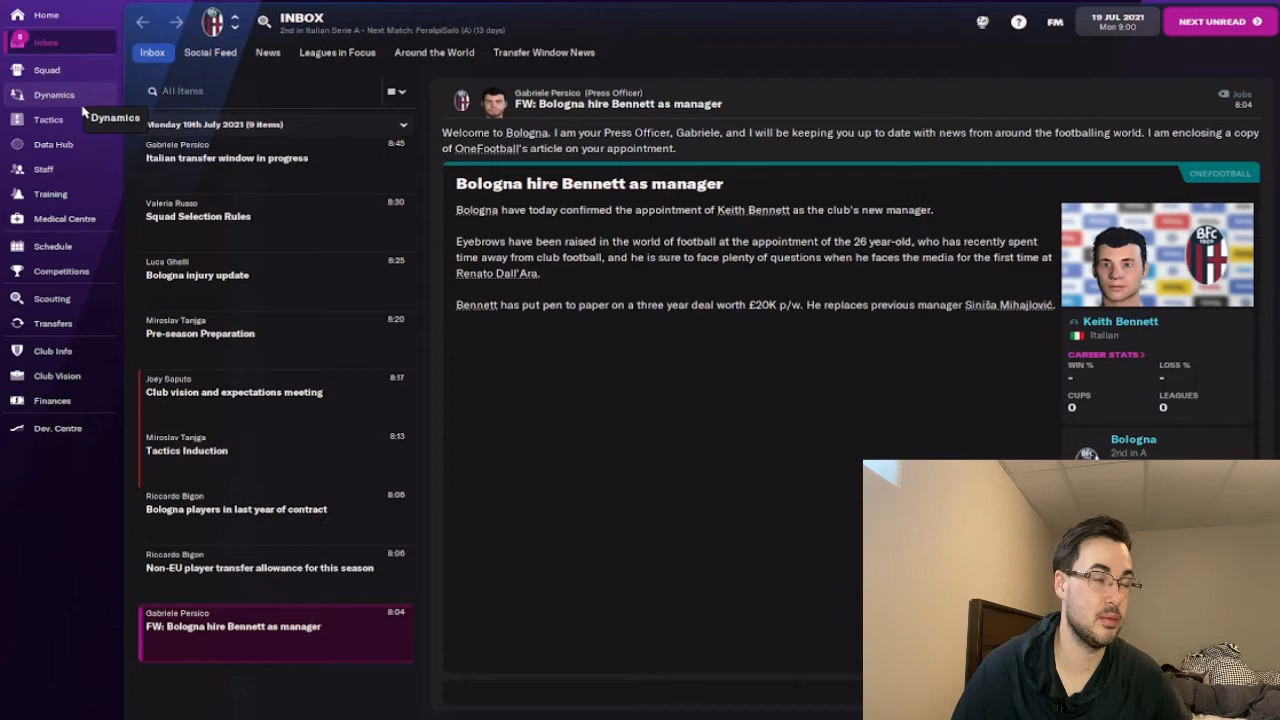 Home
8
Inbox
Squad
Dynamics
Tactics
Data Hub
Staff
Training
Medical Centre
Schedule
Competitions
Scouting
Transfers
Club Info
Club Vision
Finances
Dev. Centre
Dynamics
INBOX
2nd in Italian Serie A - Next Match: FeralpiSalò (A) (13 days)
FM
19 JUL 2021
Mon 9:00
NEXT UNREAD
Inbox
Social Feed
News
Leagues in Focus
Around the World
Transfer Window News
All Items
Monday 19th July 2021 (9 items)
Gabriele Persico 8:45
Italian transfer window in progress
Valeria Russo 8:30
Squad Selection Rules
Luca Ghelli 8:25
Bologna injury update
Miroslav Tanjga 8:20
Pre-season Preparation
Joey Saputo 8:17
Club vision and expectations meeting
Miroslav Tanjga 8:13
Tactics Induction
Riccardo Bigon 8:06
Bologna players in last year of contract
Riccardo Bigon 8:06
Non-EU player transfer allowance for this season
Gabriele Persico 8:04
FW: Bologna hire Bennett as manager
Gabriele Persico (Press Officer)
FW: Bologna hire Bennett as manager
Jobs
8:04
Welcome to Bologna. I am your Press Officer, Gabriele, and I will be keeping you up to date with news from around the footballing world. I am enclosing a copy
of OneFootball's article on your appointment.
ONEFOOTBALL
Bologna hire Bennett as manager
Bologna have today confirmed the appointment of Keith Bennett as the club's new manager.
Eyebrows have been raised in the world of football at the appointment of the 26 year-old, who has recently spent
time away from club football, and he is sure to face plenty of questions when he faces the media for the first time at
Renato Dall'Ara.
Bennett has put pen to paper on a three year deal worth £20K p/w. He replaces previous manager Siniša Mihajlović.
BFC
1909
Keith Bennett
Italian
CAREER STATS >
WIN % LOSS %
- -
CUPS LEAGUES
0 0
Bologna
2nd in A